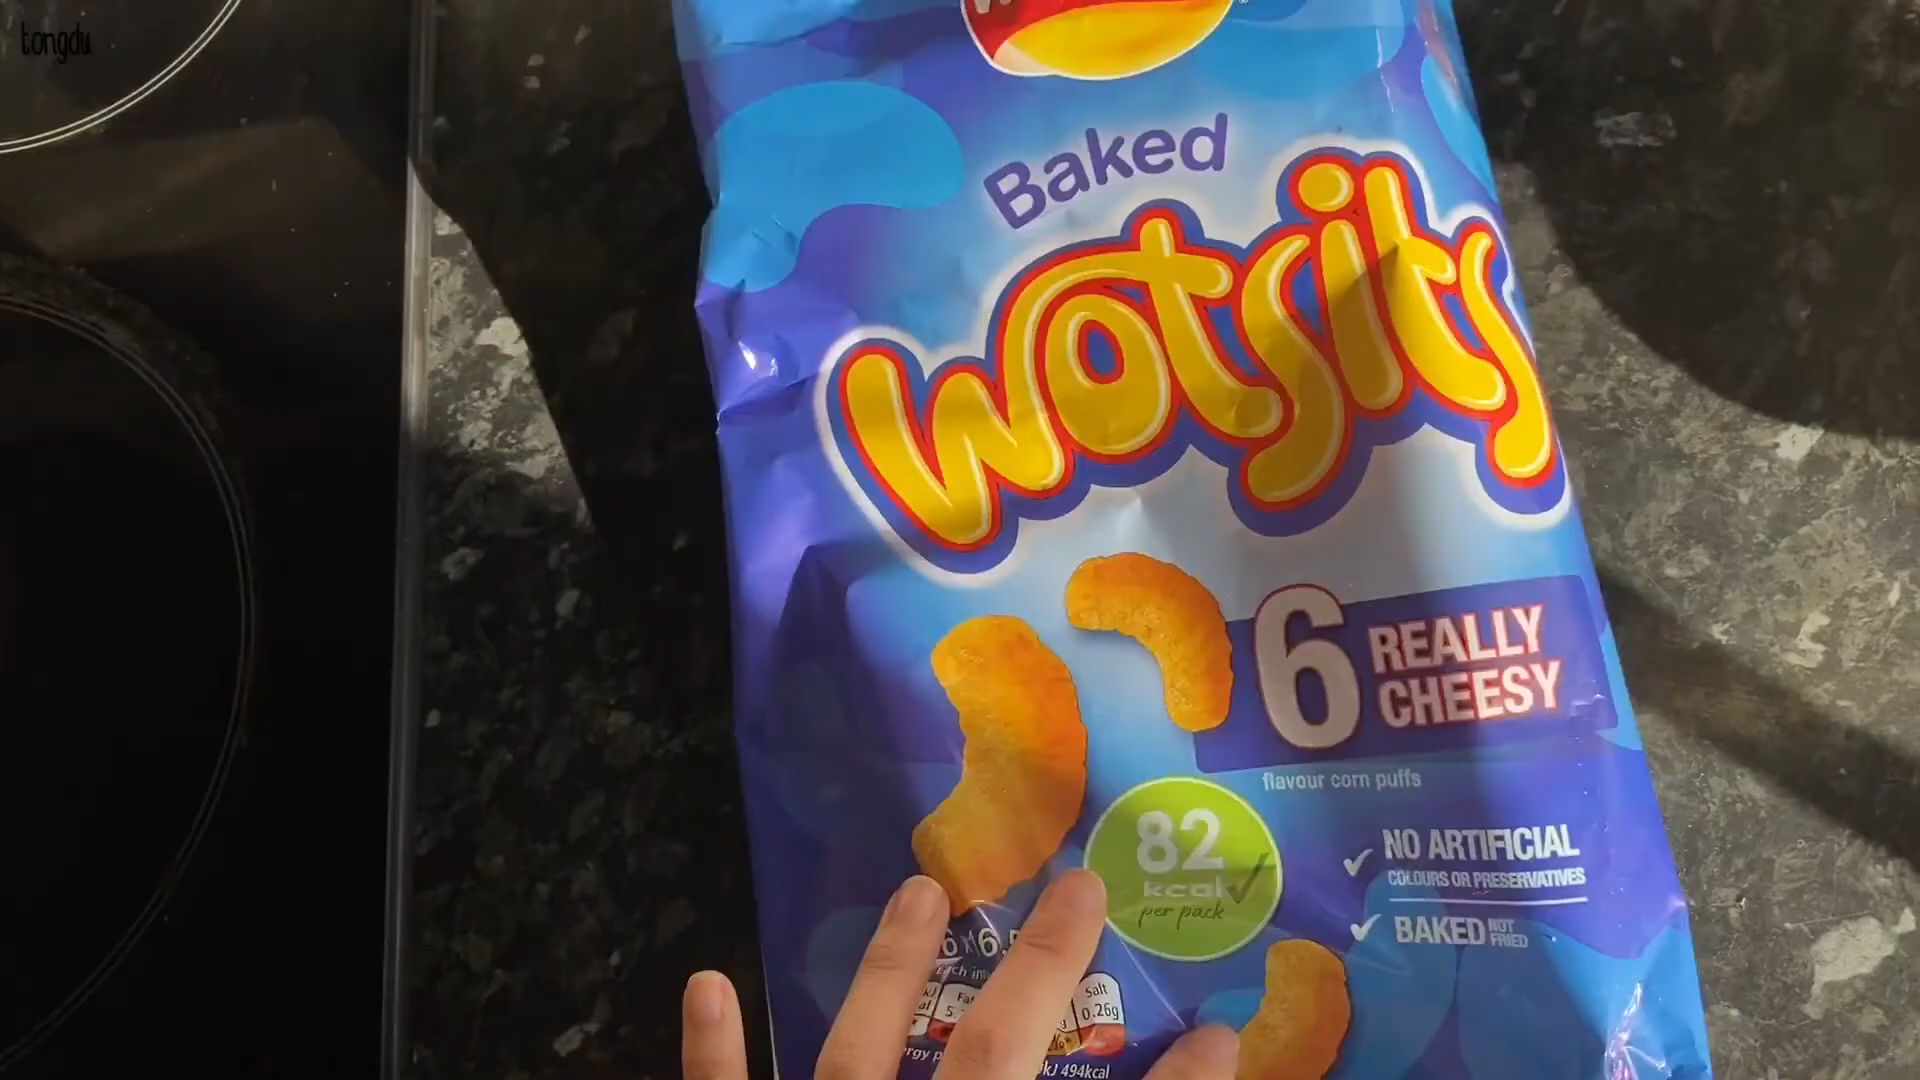 tongdu
Baked
wotsits
6 REALLY
CHEESY
flavour corn puffs
82
kcal
per pack
NO ARTIFICIAL
COLOURS OR PRESERVATIVES
BAKED NOT
FRIED
Salt
0.26g
494kcal